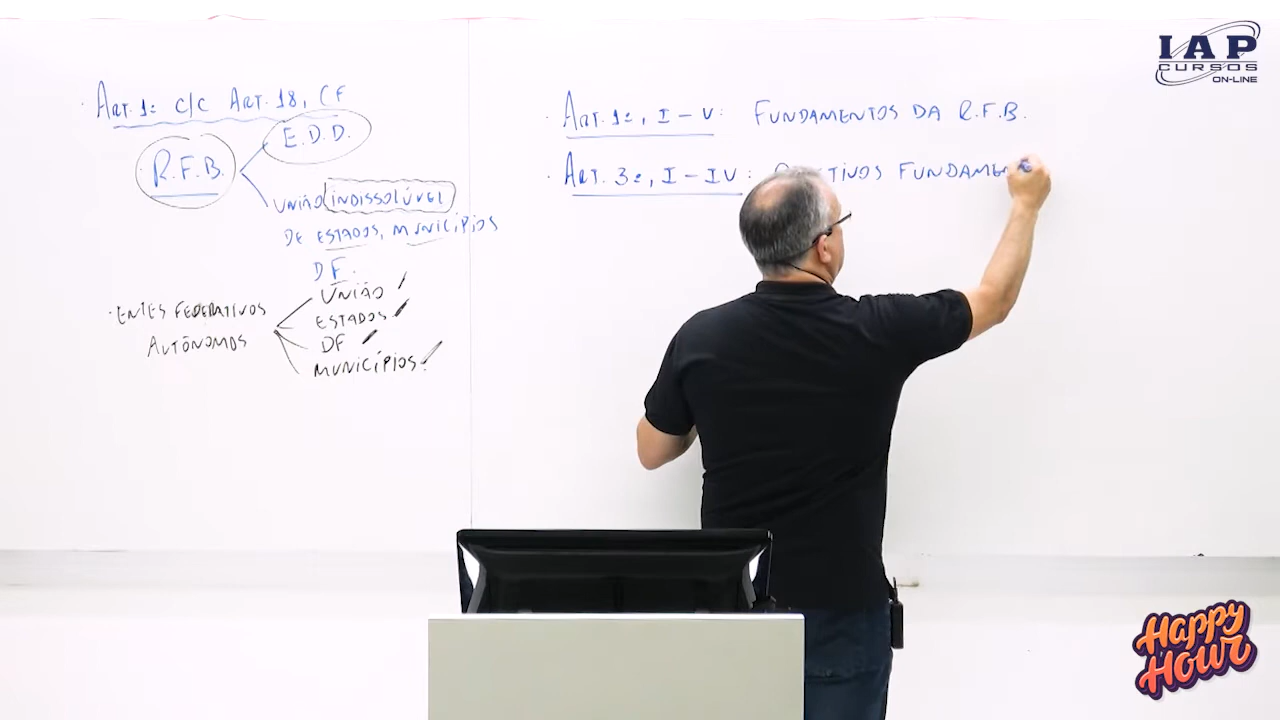 Art. 1º C/C Art. 18, CF
R.F.B.
E.D.D.
União indissolúvel
de Estados, Municípios
DF.
Entes Federativos
Autônomos
União
Estados
DF
Municípios
Art. 1º, I - V: Fundamentos da R.F.B.
Art. 3º, I - IV:
IAP
CURSOS
ON-LINE
Happy
Hour